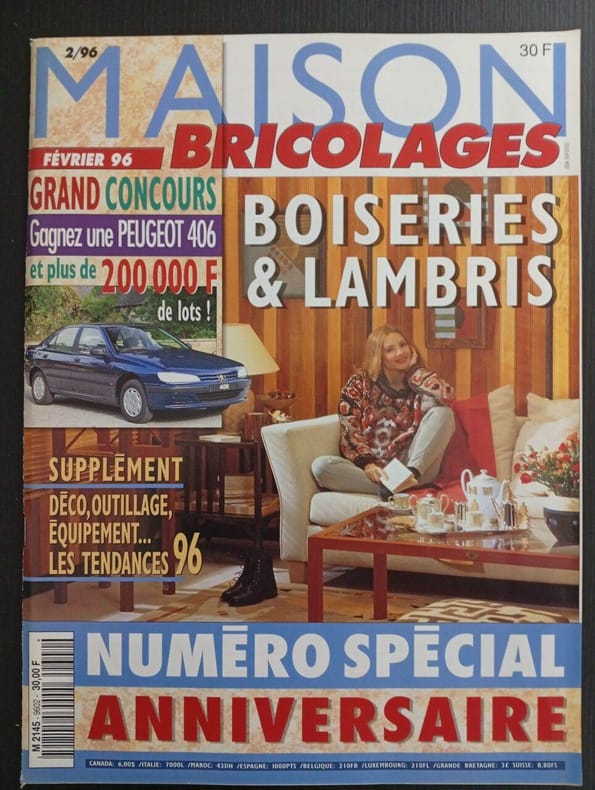 2/96
30 F
MAISON
BRICOLAGES
FÉVRIER 96
GRAND CONCOURS
Gagnez une PEUGEOT 406
et plus de 200 000 F
de lots !
406
BOISERIES
& LAMBRIS
SUPPLÉMENT
DÉCO, OUTILLAGE,
ÉQUIPEMENT...
LES TENDANCES 96
NUMÉRO SPÉCIAL
ANNIVERSAIRE
M 2145 - 9602 - 30,00 F
CANADA: 6,00$ /ITALIE: 7000L /MAROC: 43DH /ESPAGNE: 1000PTS /BELGIQUE: 210FB /LUXEMBOURG: 210FL /GRANDE BRETAGNE: 3£ SUISSE: 8,80FS